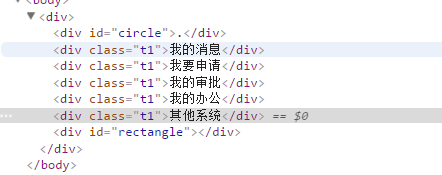 <body>
▼<div>
<div id="circle">.</div>
<div class="t1">我的消息</div>
<div class="t1">我要申请</div>
<div class="t1">我的审批</div>
<div class="t1">我的办公</div>
... <div class="t1">其他系统</div> == $0
<div id="rectangle"></div>
</div>
</body>